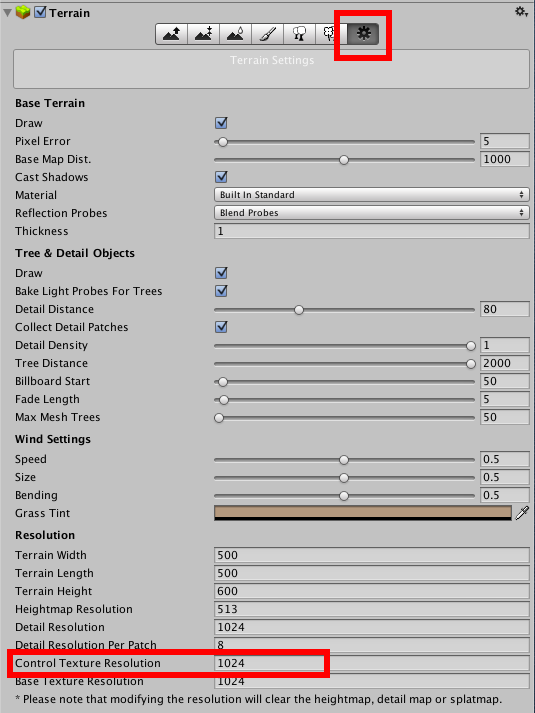 Terrain
Terrain Settings
Base Terrain
Draw
Pixel Error 5
Base Map Dist. 1000
Cast Shadows
Material Built In Standard
Reflection Probes Blend Probes
Thickness 1
Tree & Detail Objects
Draw
Bake Light Probes For Trees
Detail Distance 80
Collect Detail Patches
Detail Density 1
Tree Distance 2000
Billboard Start 50
Fade Length 5
Max Mesh Trees 50
Wind Settings
Speed 0.5
Size 0.5
Bending 0.5
Grass Tint
Resolution
Terrain Width 500
Terrain Length 500
Terrain Height 600
Heightmap Resolution 513
Detail Resolution 1024
Detail Resolution Per Patch 8
Control Texture Resolution 1024
Base Texture Resolution 1024
* Please note that modifying the resolution will clear the heightmap, detail map or splatmap.